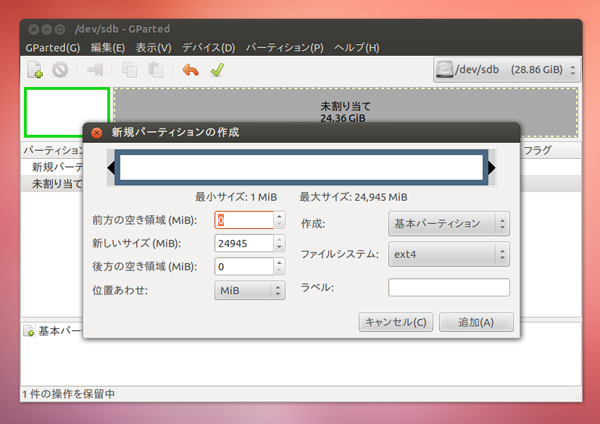 /dev/sdb - GParted
GParted(G) 編集(E) 表示(V) デバイス(D) パーティション(P) ヘルプ(H)
/dev/sdb (28.86 GiB)
未割り当て
24.36 GiB
新規パーティションの作成
パーティション フラグ
新規パーテ
未割り当て
最小サイズ: 1 MiB 最大サイズ: 24,945 MiB
前方の空き領域 (MiB): 0 作成: 基本パーティション
新しいサイズ (MiB): 24945 ファイルシステム: ext4
後方の空き領域 (MiB): 0
位置あわせ: MiB ラベル:
キャンセル(C) 追加(A)
基本パー
1 件の操作を保留中